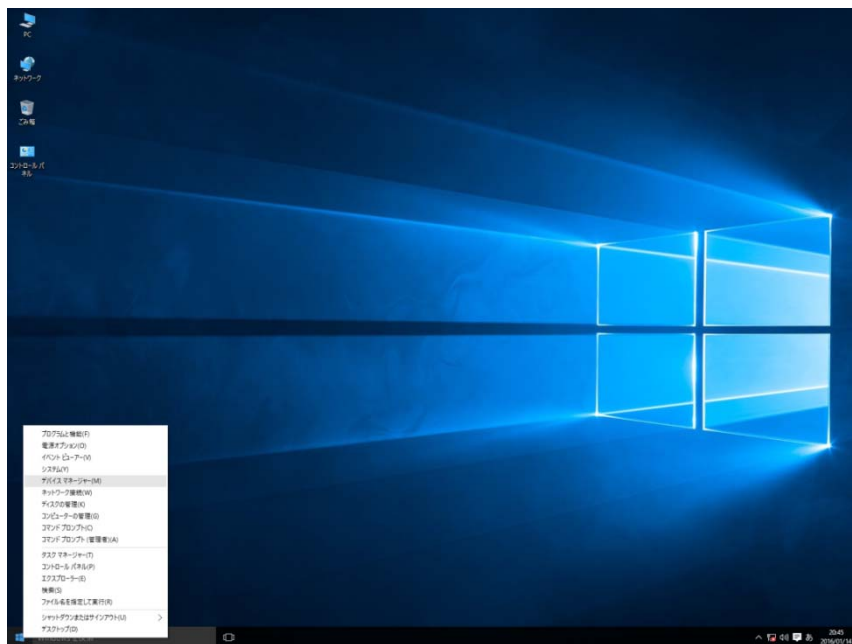 PC
ネットワーク
ごみ箱
コントロール パ
ネル
プログラムと機能(F)
電源オプション(O)
イベント ビューアー(V)
システム(Y)
デバイス マネージャー(M)
ネットワーク接続(W)
ディスクの管理(K)
コンピューターの管理(G)
コマンド プロンプト(C)
コマンド プロンプト (管理者)(A)
タスク マネージャー(T)
コントロール パネル(P)
エクスプローラー(E)
検索(S)
ファイル名を指定して実行(R)
シャットダウンまたはサインアウト(U)
デスクトップ(D)
あ
20:45
2016/01/14